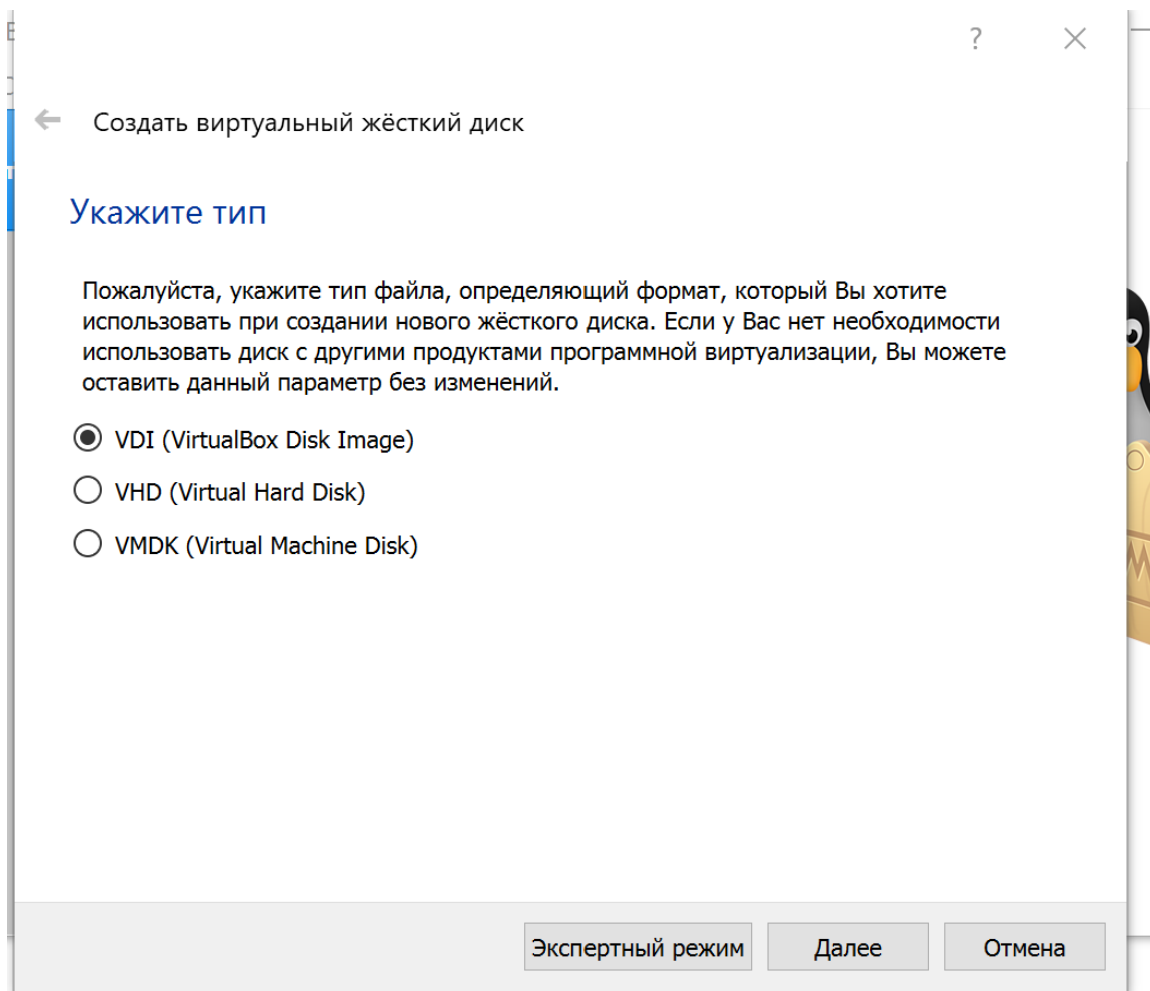 ?
Создать виртуальный жёсткий диск
Укажите тип
Пожалуйста, укажите тип файла, определяющий формат, который Вы хотите
использовать при создании нового жёсткого диска. Если у Вас нет необходимости
использовать диск с другими продуктами программной виртуализации, Вы можете
оставить данный параметр без изменений.
VDI (VirtualBox Disk Image)
VHD (Virtual Hard Disk)
VMDK (Virtual Machine Disk)
Экспертный режим Далее Отмена